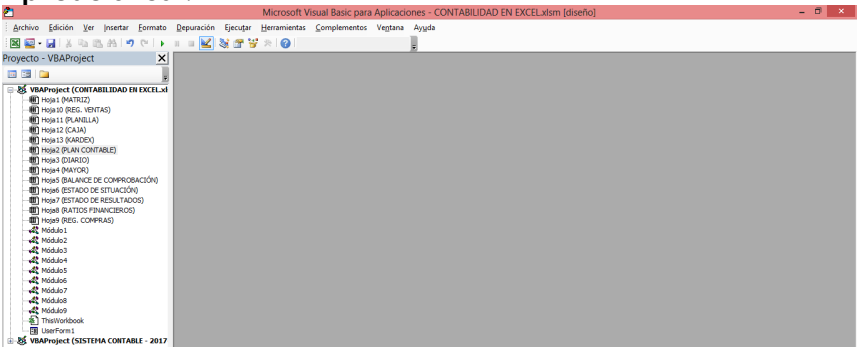 Microsoft Visual Basic para Aplicaciones - CONTABILIDAD EN EXCEL.xlsm [diseño]
Archivo Edición Ver Insertar Formato Depuración Ejecutar Herramientas Complementos Ventana Ayuda
Proyecto - VBAProject
VBAProject (CONTABILIDAD EN EXCEL.xl
Hoja1 (MATRIZ)
Hoja10 (REG. VENTAS)
Hoja11 (PLANILLA)
Hoja12 (CAJA)
Hoja13 (KARDEX)
Hoja2 (PLAN CONTABLE)
Hoja3 (DIARIO)
Hoja4 (MAYOR)
Hoja5 (BALANCE DE COMPROBACIÓN)
Hoja6 (ESTADO DE SITUACIÓN)
Hoja7 (ESTADO DE RESULTADOS)
Hoja8 (RATIOS FINANCIEROS)
Hoja9 (REG. COMPRAS)
Módulo1
Módulo2
Módulo3
Módulo4
Módulo5
Módulo6
Módulo7
Módulo8
Módulo9
ThisWorkbook
UserForm1
VBAProject (SISTEMA CONTABLE - 2017